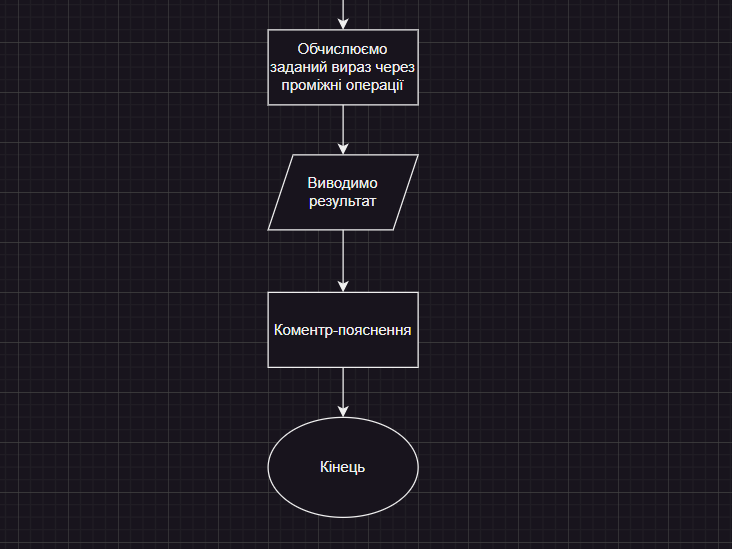 Обчислюємо
заданий вираз через
проміжні операції
Виводимо
результат
Коментр-пояснення
Кінець